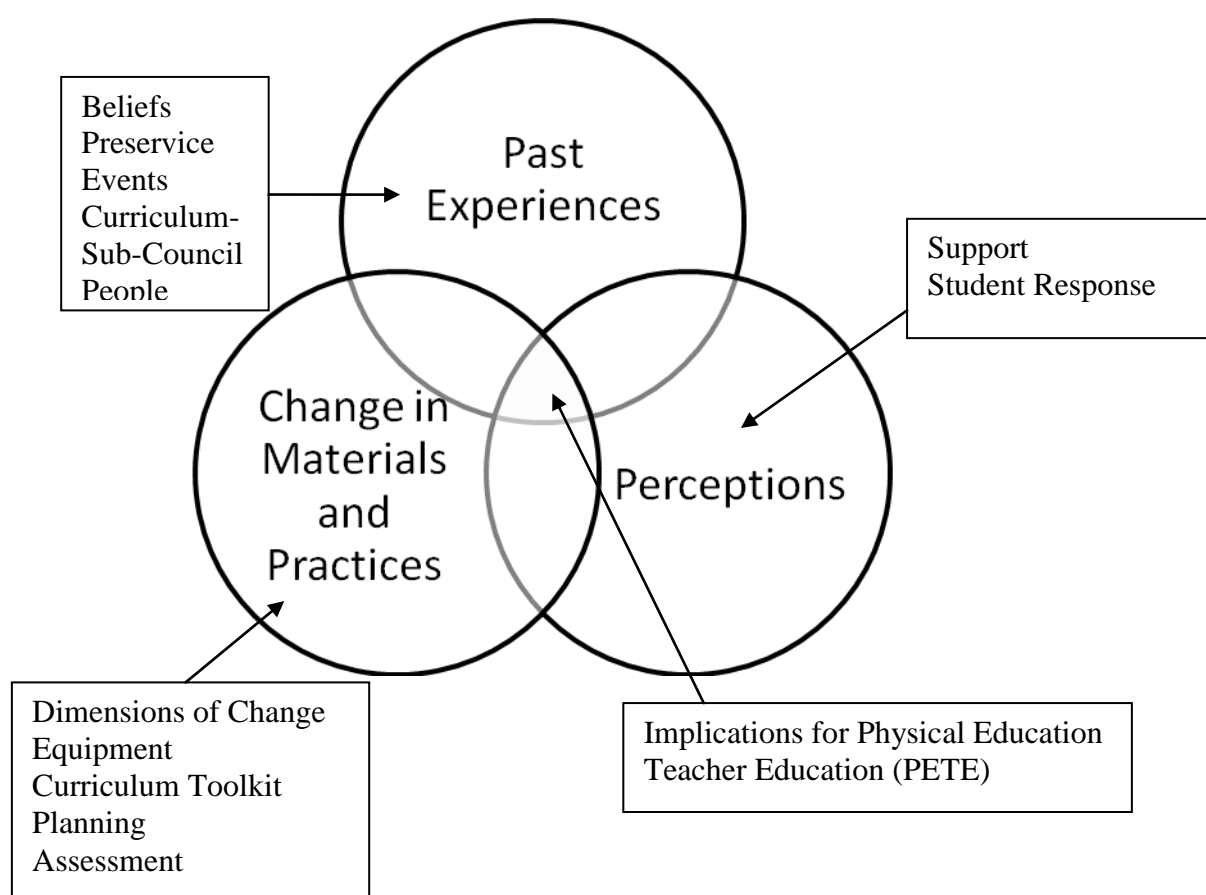 Beliefs
Preservice
Events
Curriculum-
Sub-Council
People
Past
Experiences
Support
Student Response
Change in
Materials
and
Practices
Perceptions
Dimensions of Change
Equipment
Curriculum Toolkit
Planning
Assessment
Implications for Physical Education
Teacher Education (PETE)